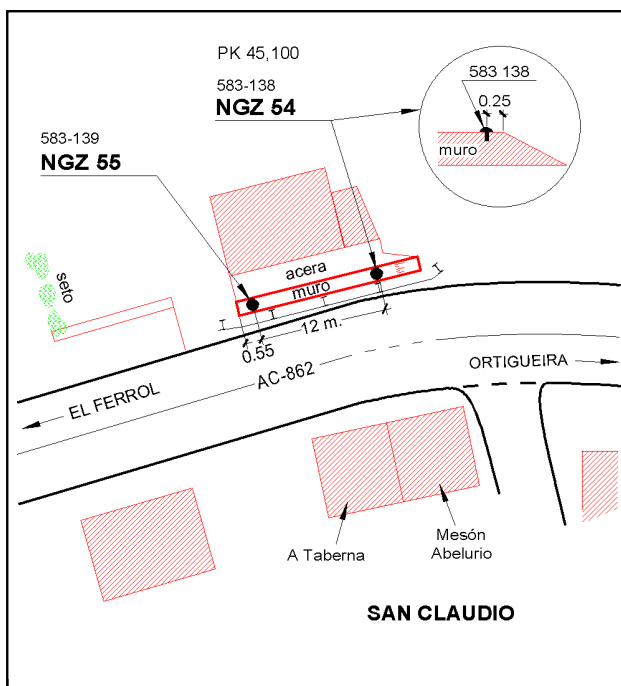 PK 45,100
583-138
NGZ 54
583 138
0.25
muro
583-139
NGZ 55
seto
acera
muro
12 m.
0.55
EL FERROL
AC-862
ORTIGUEIRA
A Taberna
Mesón
Abelurio
SAN CLAUDIO